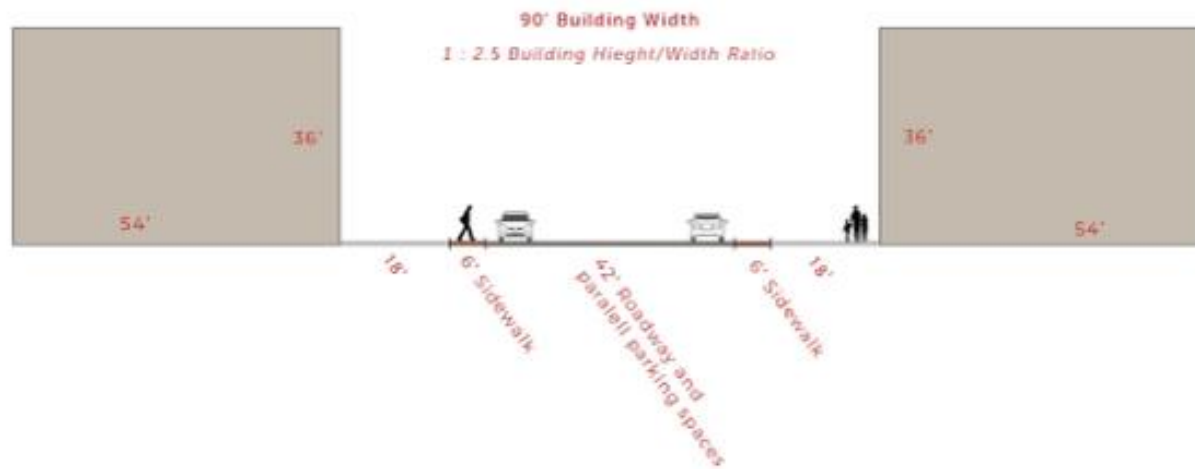 90' Building Width
1 : 2.5 Building Hieght/Width Ratio
36'
36'
54'
54'
18'
6' Sidewalk
42' Roadway and
paralell parking spaces
6' Sidewalk
18'